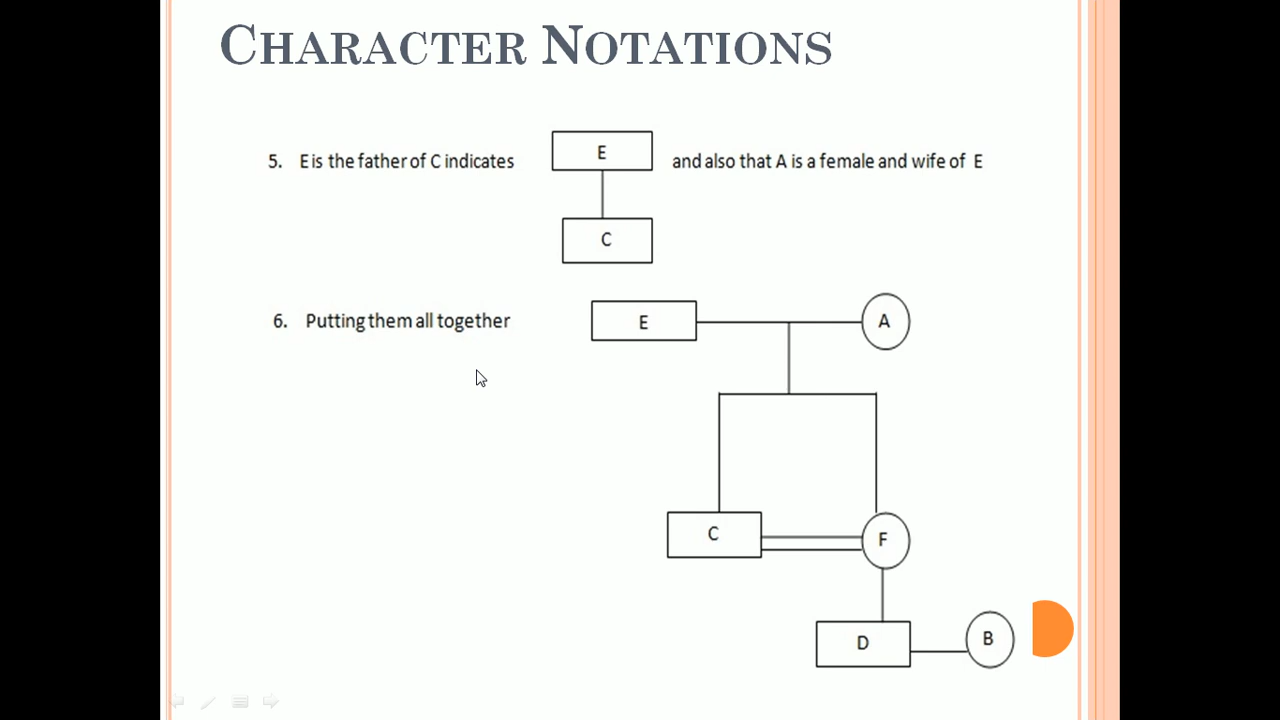 CHARACTER NOTATIONS
5. E is the father of C indicates
E
and also that A is a female and wife of E
C
6. Putting them all together
E
A
C
F
D
B